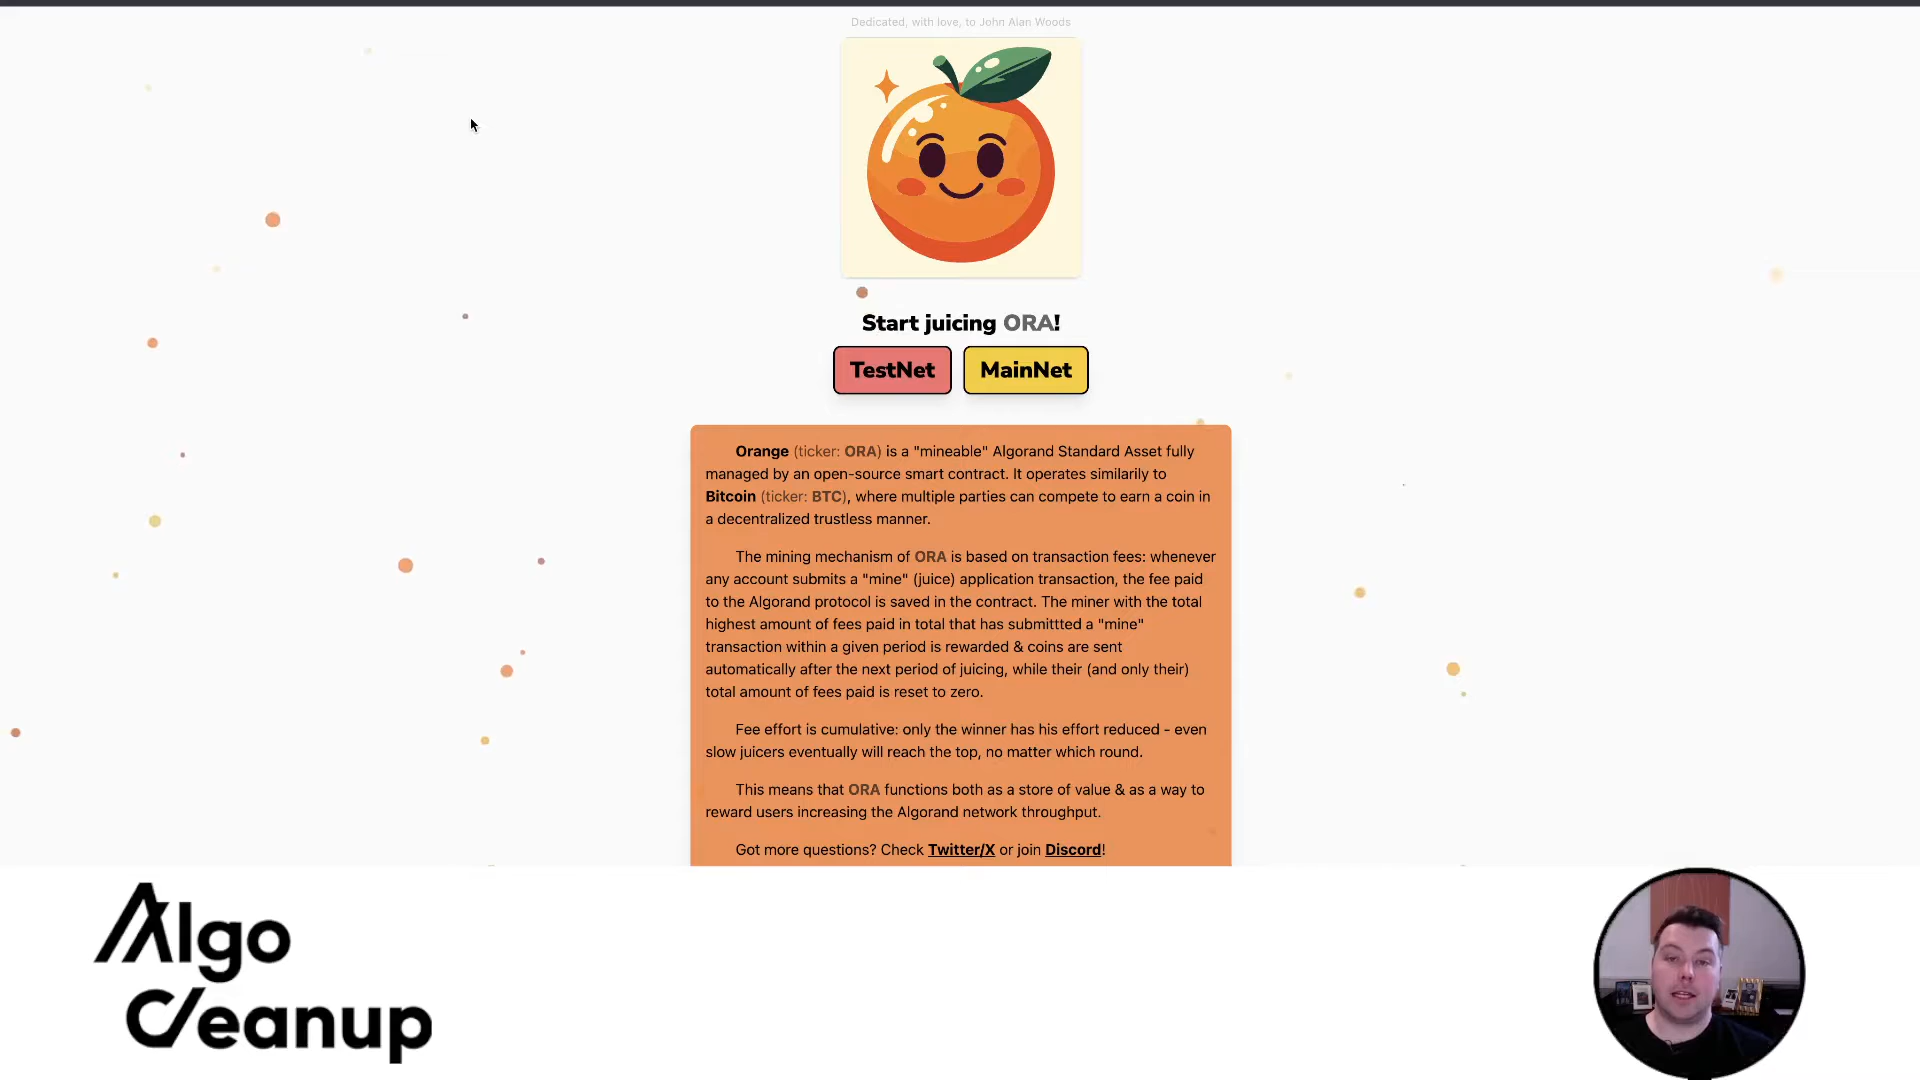 Dedicated, with love, to John Alan Woods
Start juicing ORA!
TestNet
MainNet
Orange (ticker: ORA) is a "mineable" Algorand Standard Asset fully
managed by an open-source smart contract. It operates similarily to
Bitcoin (ticker: BTC), where multiple parties can compete to earn a coin in
a decentralized trustless manner.
The mining mechanism of ORA is based on transaction fees: whenever
any account submits a "mine" (juice) application transaction, the fee paid
to the Algorand protocol is saved in the contract. The miner with the total
highest amount of fees paid in total that has submittted a "mine"
transaction within a given period is rewarded & coins are sent
automatically after the next period of juicing, while their (and only their)
total amount of fees paid is reset to zero.
Fee effort is cumulative: only the winner has his effort reduced - even
slow juicers eventually will reach the top, no matter which round.
This means that ORA functions both as a store of value & as a way to
reward users increasing the Algorand network throughput.
Got more questions? Check Twitter/X or join Discord!
Algo
Cleanup